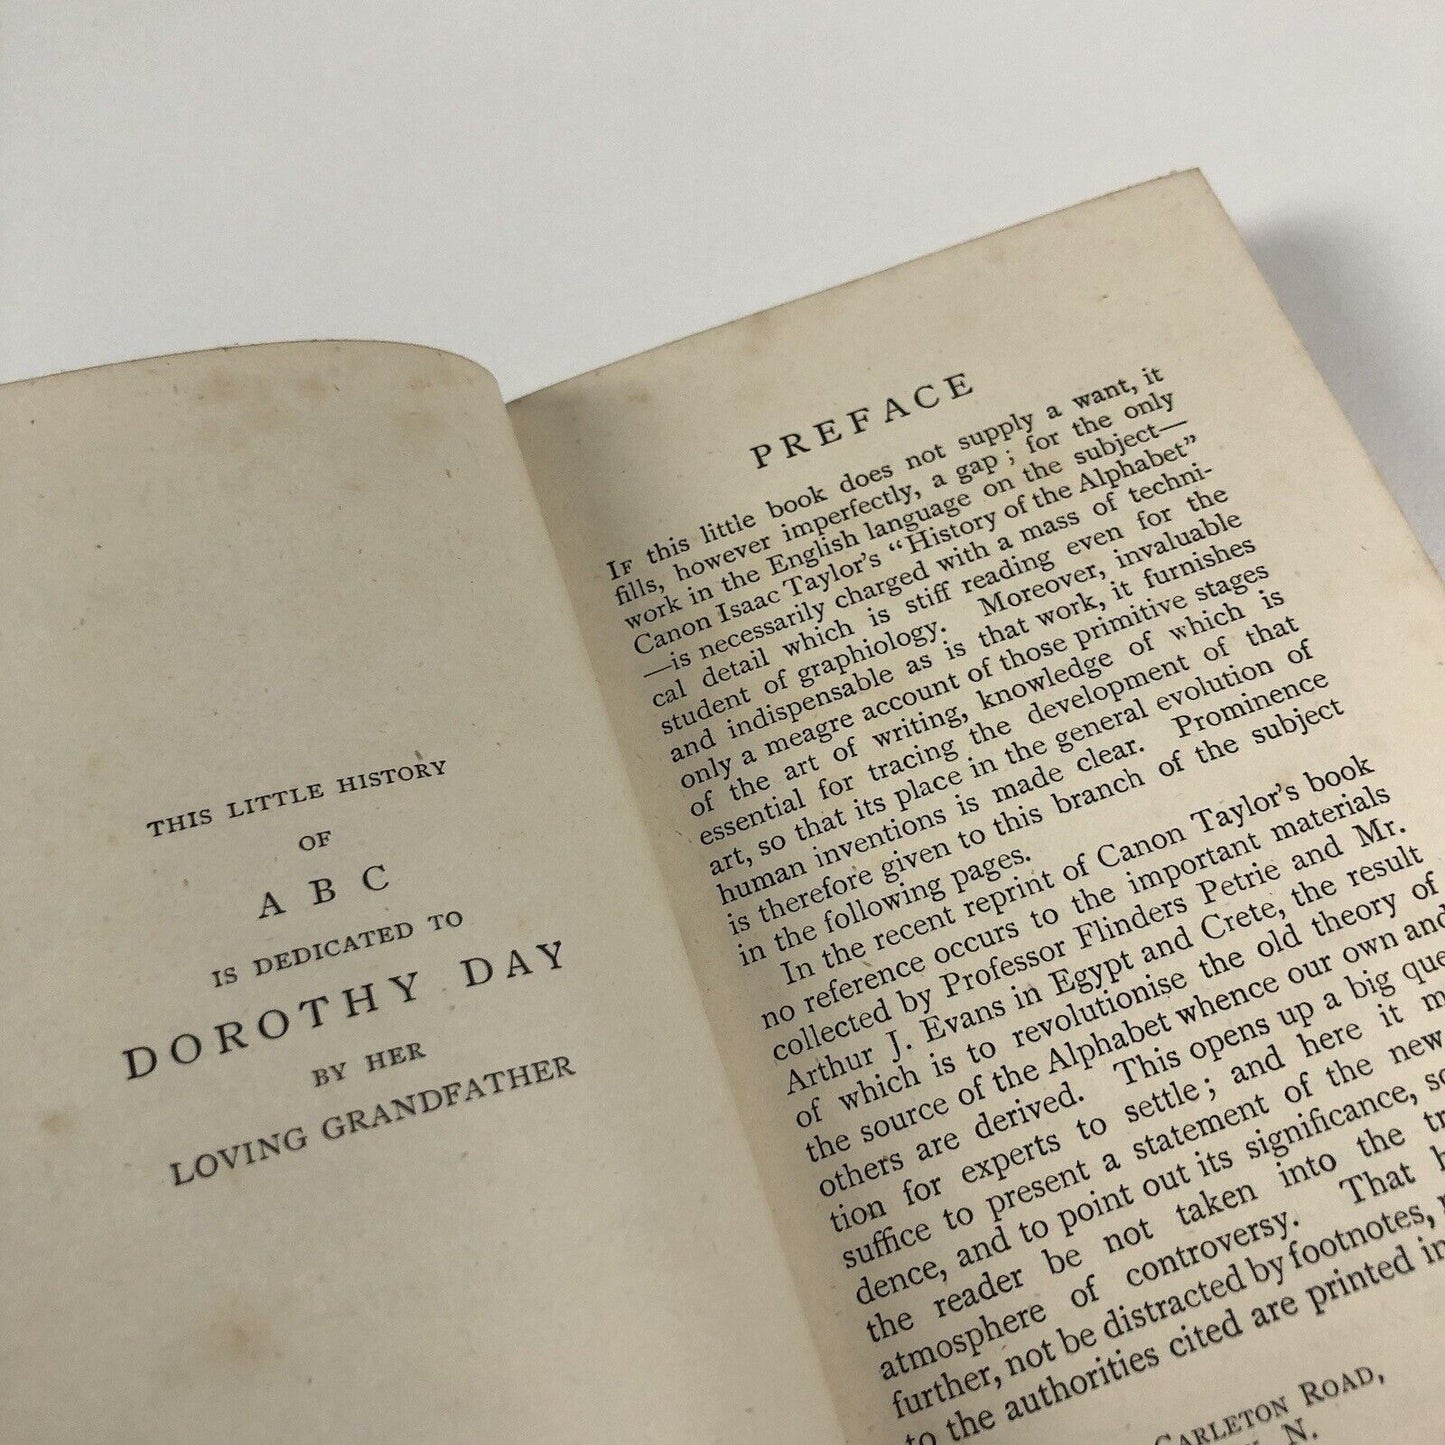 THIS LITTLE HISTORY
OF
A B C
IS DEDICATED TO
DOROTHY DAY
BY HER
LOVING GRANDFATHER
PREFACE
IF this little book does not supply a want, it
fills, however imperfectly, a gap; for the only
work in the English language on the subject—
Canon Isaac Taylor's "History of the Alphabet"
—is necessarily charged with a mass of techni-
cal detail which is stiff reading even for the
student of graphiology. Moreover, invaluable
and indispensable as is that work, it furnishes
only a meagre account of those primitive stages
of the art of writing, knowledge of which is
essential for tracing the development of that
art, so that its place in the general evolution of
human inventions is made clear. Prominence
is therefore given to this branch of the subject
in the following pages.
In the recent reprint of Canon Taylor's book
no reference occurs to the important materials
collected by Professor Flinders Petrie and Mr.
Arthur J. Evans in Egypt and Crete, the result
of which is to revolutionise the old theory of
the source of the Alphabet whence our own and
others are derived. This opens up a big que
tion for experts to settle; and here it m
suffice to present a statement of the new
dence, and to point out its significance, so
the reader be not taken into the tr
atmosphere of controversy. That h
further, not be distracted by footnotes,
to the authorities cited are printed in
CARLETON ROAD,
N.